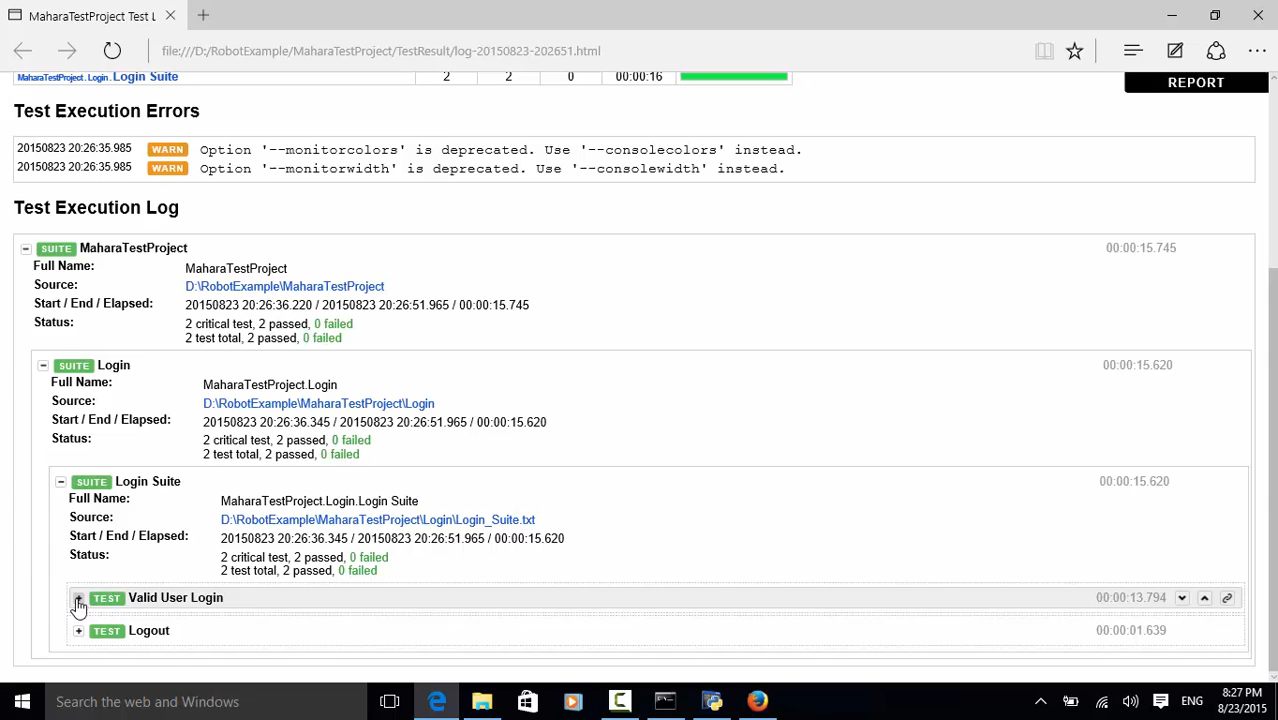 MaharaTestProject Test L
file:///D:/RobotExample/MaharaTestProject/TestResult/log-20150823-202651.html
MaharaTestProject.Login.Login Suite 2 2 0 00:00:16
REPORT
Test Execution Errors
20150823 20:26:35.985 WARN Option '--monitorcolors' is deprecated. Use '--consolecolors' instead.
20150823 20:26:35.985 WARN Option '--monitorwidth' is deprecated. Use '--consolewidth' instead.
Test Execution Log
SUITE MaharaTestProject 00:00:15.745
Full Name: MaharaTestProject
Source: D:\RobotExample\MaharaTestProject
Start / End / Elapsed: 20150823 20:26:36.220 / 20150823 20:26:51.965 / 00:00:15.745
Status: 2 critical test, 2 passed, 0 failed
2 test total, 2 passed, 0 failed
SUITE Login 00:00:15.620
Full Name: MaharaTestProject.Login
Source: D:\RobotExample\MaharaTestProject\Login
Start / End / Elapsed: 20150823 20:26:36.345 / 20150823 20:26:51.965 / 00:00:15.620
Status: 2 critical test, 2 passed, 0 failed
2 test total, 2 passed, 0 failed
SUITE Login Suite 00:00:15.620
Full Name: MaharaTestProject.Login.Login Suite
Source: D:\RobotExample\MaharaTestProject\Login\Login_Suite.txt
Start / End / Elapsed: 20150823 20:26:36.345 / 20150823 20:26:51.965 / 00:00:15.620
Status: 2 critical test, 2 passed, 0 failed
2 test total, 2 passed, 0 failed
TEST Valid User Login 00:00:13.794
TEST Logout 00:00:01.639
Search the web and Windows
ENG
8:27 PM
8/23/2015